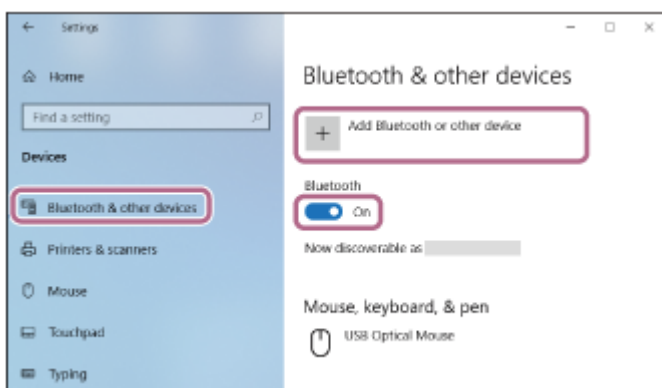 Settings
Home
Find a setting
Devices
Bluetooth & other devices
Printers & scanners
Mouse
Touchpad
Typing
Bluetooth & other devices
Add Bluetooth or other device
Bluetooth
On
Now discoverable as
Mouse, keyboard, & pen
USB Optical Mouse